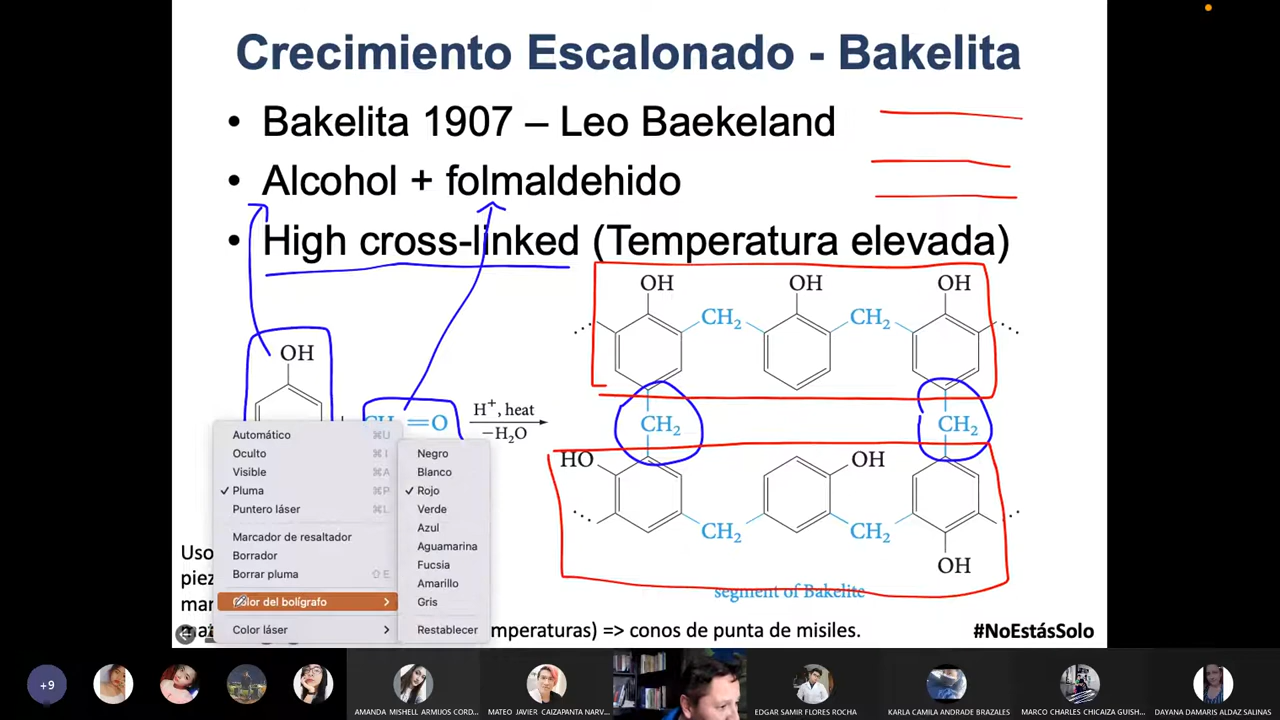 Crecimiento Escalonado - Bakelita
• Bakelita 1907 – Leo Baekeland
• Alcohol + folmaldehido
• High cross-linked (Temperatura elevada)
OH
OH OH OH
CH₂ CH₂
+ =O
H⁺, heat
−H₂O
CH₂ CH₂
HO OH
CH₂ CH₂
OH
segment of Bakelite
Uso
mperaturas) => conos de punta de misiles.
#NoEstásSolo
Automático ⌘U
Oculto ⌘I
Visible ⌘A
✓ Pluma ⌘P
Puntero láser ⌘L
Marcador de resaltador
Borrador
Borrar pluma ⇧E
Color del bolígrafo >
Color láser >
Negro
Blanco
✓ Rojo
Verde
Azul
Aguamarina
Fucsia
Amarillo
Gris
Restablecer
+9
AMANDA MISHELL ARMIJOS CORD...
MATEO JAVIER CAIZAPANTA NARV...
EDGAR SAMIR FLORES ROCHA
KARLA CAMILA ANDRADE BRAZALES
MARCO CHARLES CHICAIZA GUISH...
DAYANA DAMARIS ALDAZ SALINAS